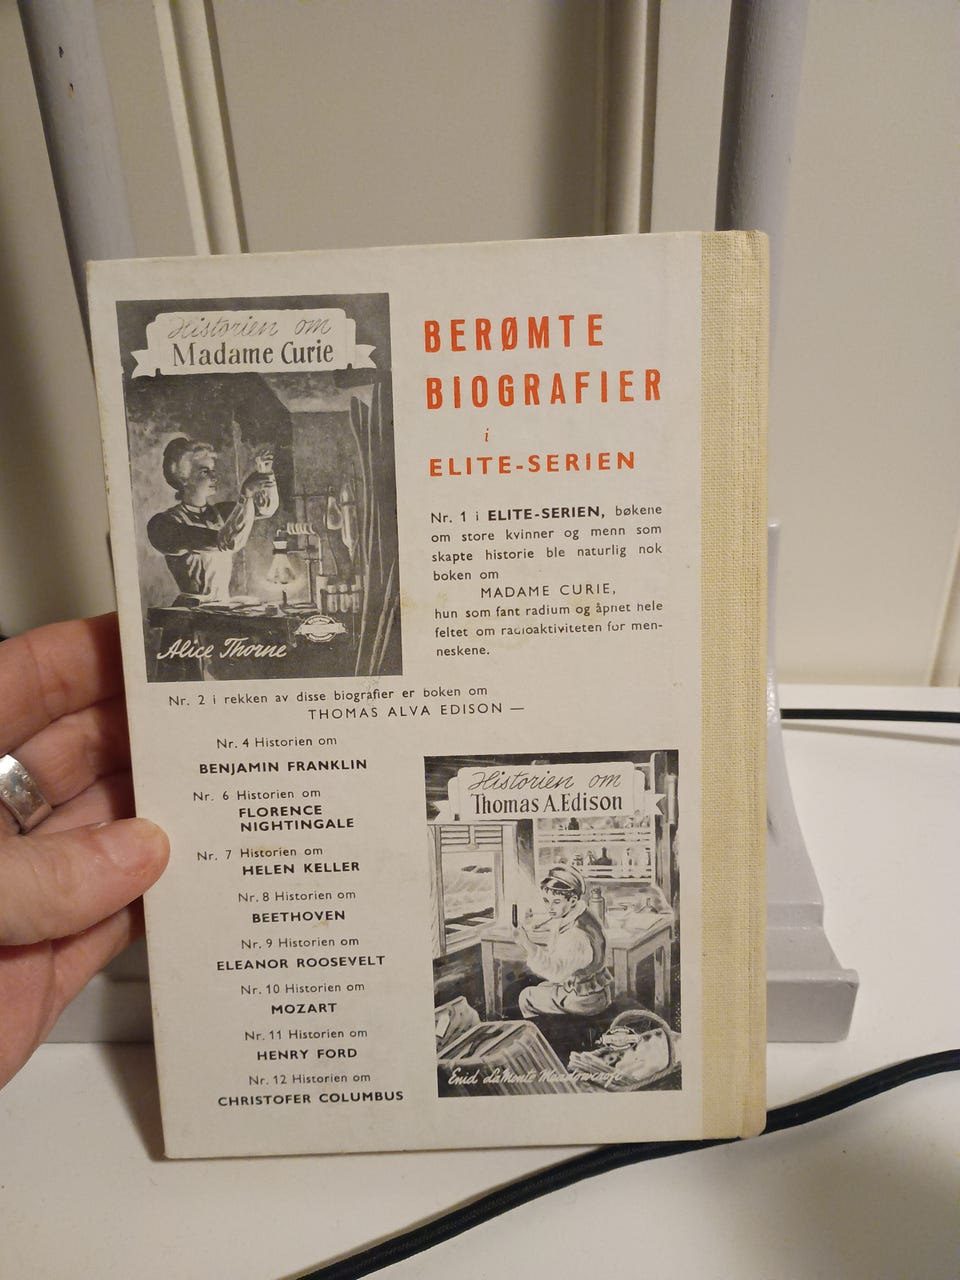 Historien om
Madame Curie
Alice Thorne
BERØMTE
BIOGRAFIER
i
ELITE-SERIEN
Nr. 1 i ELITE-SERIEN, bøkene
om store kvinner og menn som
skapte historie ble naturlig nok
boken om
MADAME CURIE,
hun som fant radium og åpnet hele
feltet om radioaktiviteten for men-
neskene.
Nr. 2 i rekken av disse biografier er boken om
THOMAS ALVA EDISON —
Nr. 4 Historien om
BENJAMIN FRANKLIN
Nr. 6 Historien om
FLORENCE
NIGHTINGALE
Nr. 7 Historien om
HELEN KELLER
Nr. 8 Historien om
BEETHOVEN
Nr. 9 Historien om
ELEANOR ROOSEVELT
Nr. 10 Historien om
MOZART
Nr. 11 Historien om
HENRY FORD
Nr. 12 Historien om
CHRISTOFER COLUMBUS
Historien om
Thomas A. Edison
Enid LaMonte Meadowcroft